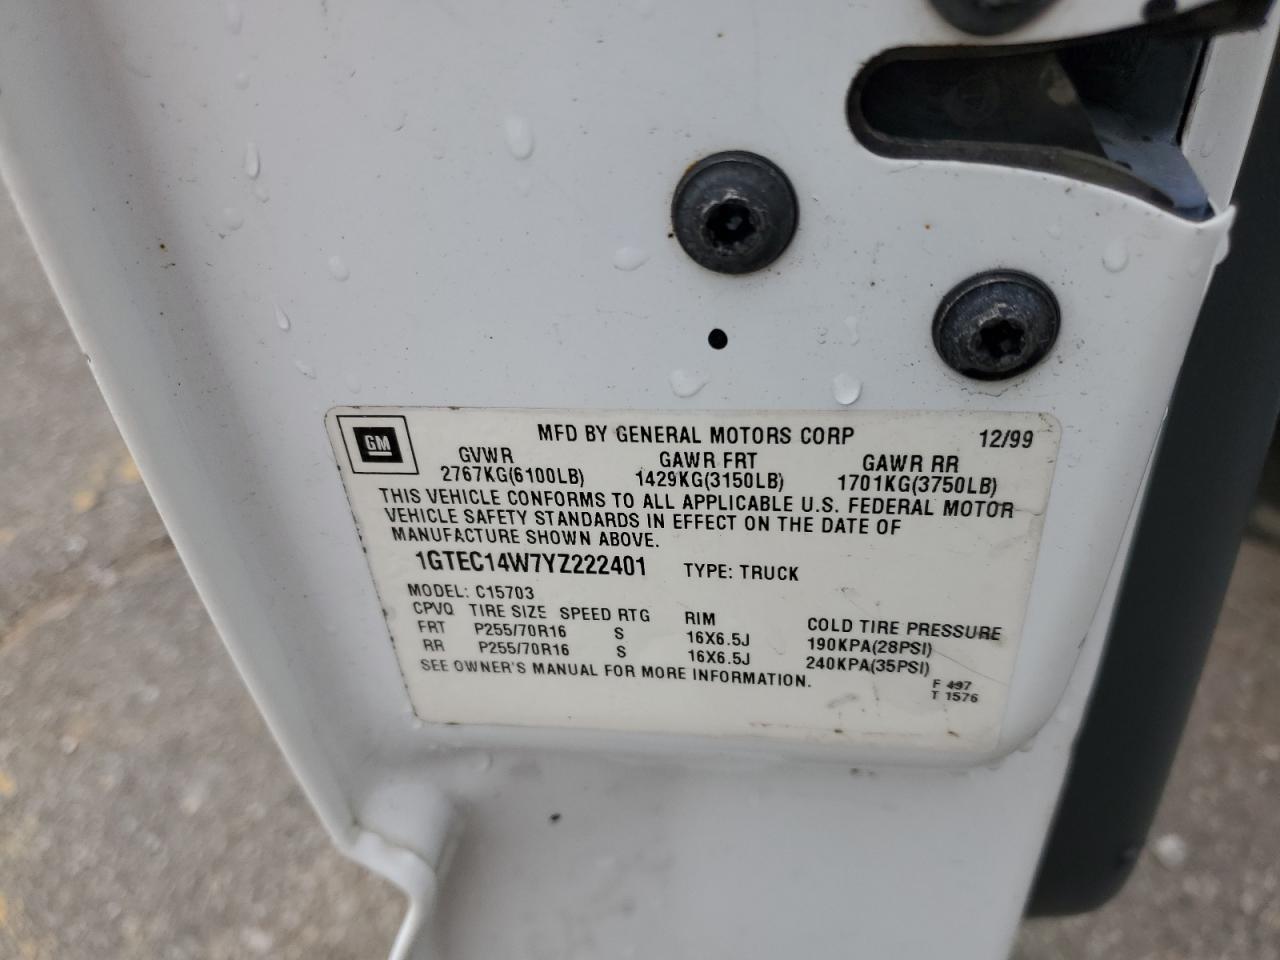 GM
MFD BY GENERAL MOTORS CORP 12/99
GVWR GAWR FRT GAWR RR
2767KG(6100LB) 1429KG(3150LB) 1701KG(3750LB)
THIS VEHICLE CONFORMS TO ALL APPLICABLE U.S. FEDERAL MOTOR
VEHICLE SAFETY STANDARDS IN EFFECT ON THE DATE OF
MANUFACTURE SHOWN ABOVE.
1GTEC14W7YZ222401 TYPE: TRUCK
MODEL: C15703
CPVQ TIRE SIZE SPEED RTG RIM COLD TIRE PRESSURE
FRT P255/70R16 S 16X6.5J 190KPA(28PSI)
RR P255/70R16 S 16X6.5J 240KPA(35PSI)
SEE OWNER'S MANUAL FOR MORE INFORMATION.
F 497
T 1576